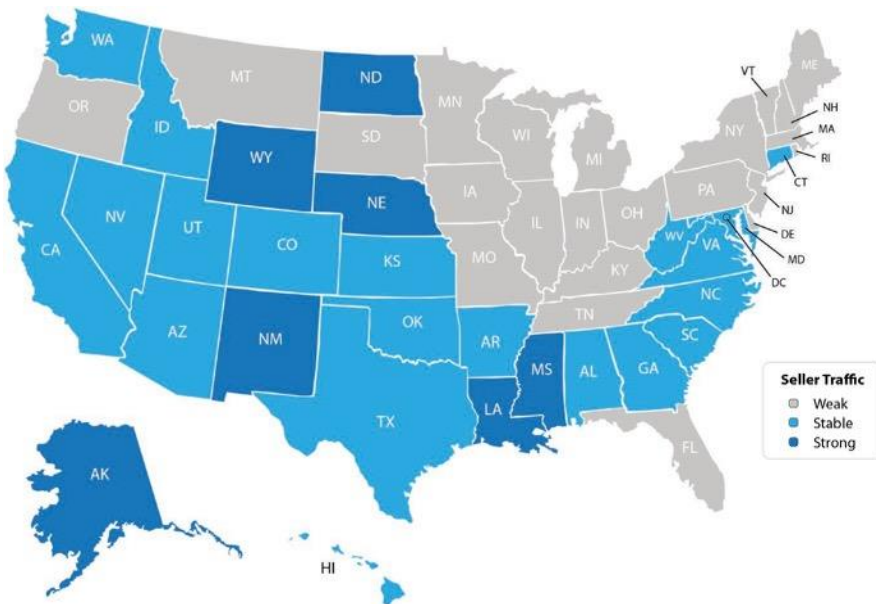 WA
MT
ND
MN
VT
ME
OR
ID
SD
WI
NH
MA
NY
MI
RI
WY
CT
IA
PA
NE
NJ
NV
UT
IL
IN
OH
DE
CA
CO
WV
VA
MD
KS
MO
KY
DC
NC
TN
AZ
NM
OK
AR
SC
MS
AL
GA
Seller Traffic
Weak
Stable
Strong
TX
LA
FL
AK
HI